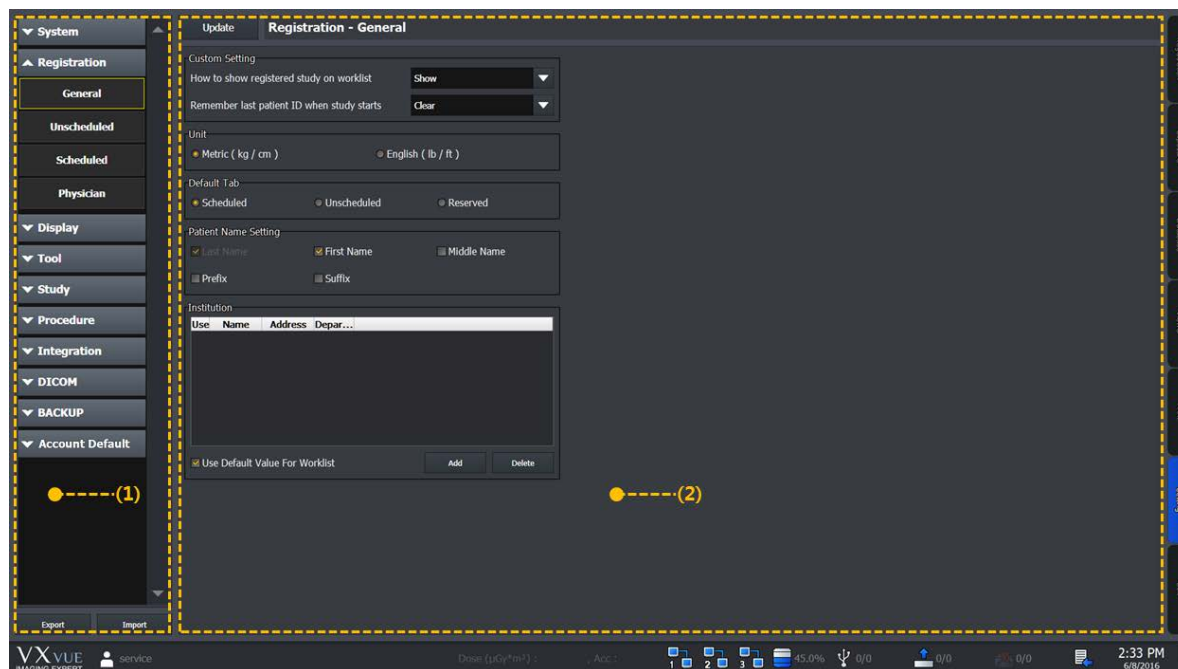 System
Registration
General
Unscheduled
Scheduled
Physician
Display
Tool
Study
Procedure
Integration
DICOM
BACKUP
Account Default
(1)
Export Import
Update Registration - General
Custom Setting
How to show registered study on worklist Show
Remember last patient ID when study starts Clear
Unit
Metric ( kg / cm ) English ( lb / ft )
Default Tab
Scheduled Unscheduled Reserved
Patient Name Setting
Last Name First Name Middle Name
Prefix Suffix
Institution
Use Name Address Depar...
Use Default Value For Worklist Add Delete
(2)
VXVUE service Dose (µGy*m²) : , Acc : 1 2 3 45.0% 0/0 0/0 0/0 2:33 PM
IMAGING EXPERT 6/8/2016